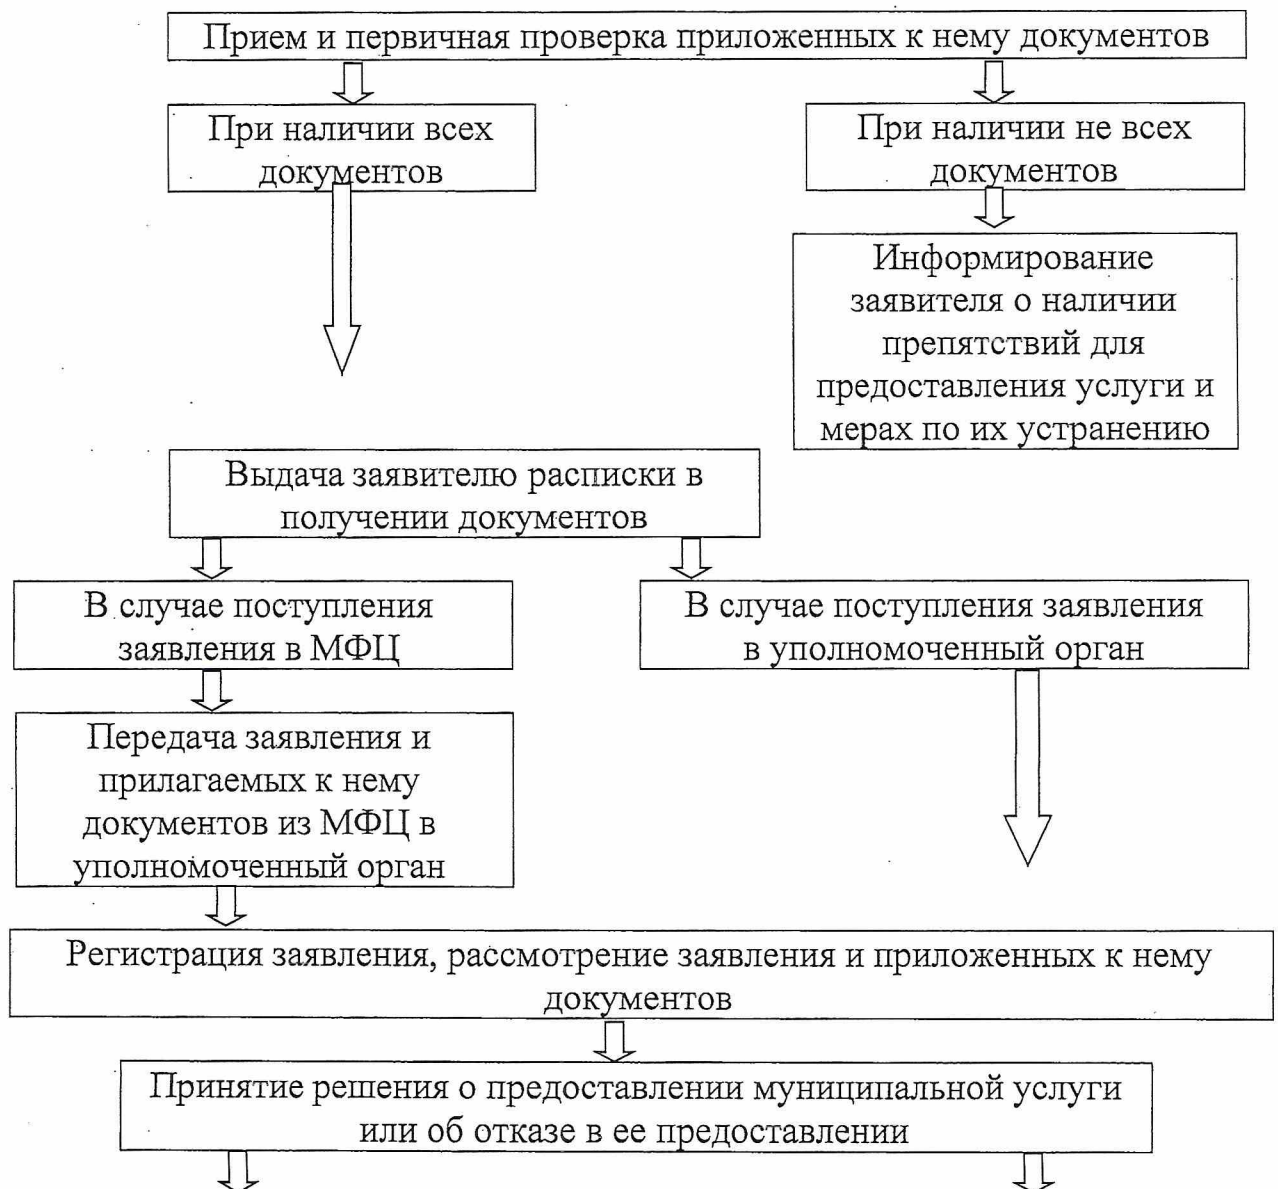 Прием и первичная проверка приложенных к нему документов
При наличии всех
документов
При наличии не всех
документов
Информирование
заявителя о наличии
препятствий для
предоставления услуги и
мерах по их устранению
Выдача заявителю расписки в
получении документов
В случае поступления
заявления в МФЦ
В случае поступления заявления
в уполномоченный орган
Передача заявления и
прилагаемых к нему
документов из МФЦ в
уполномоченный орган
Регистрация заявления, рассмотрение заявления и приложенных к нему
документов
Принятие решения о предоставлении муниципальной услуги
или об отказе в ее предоставлении